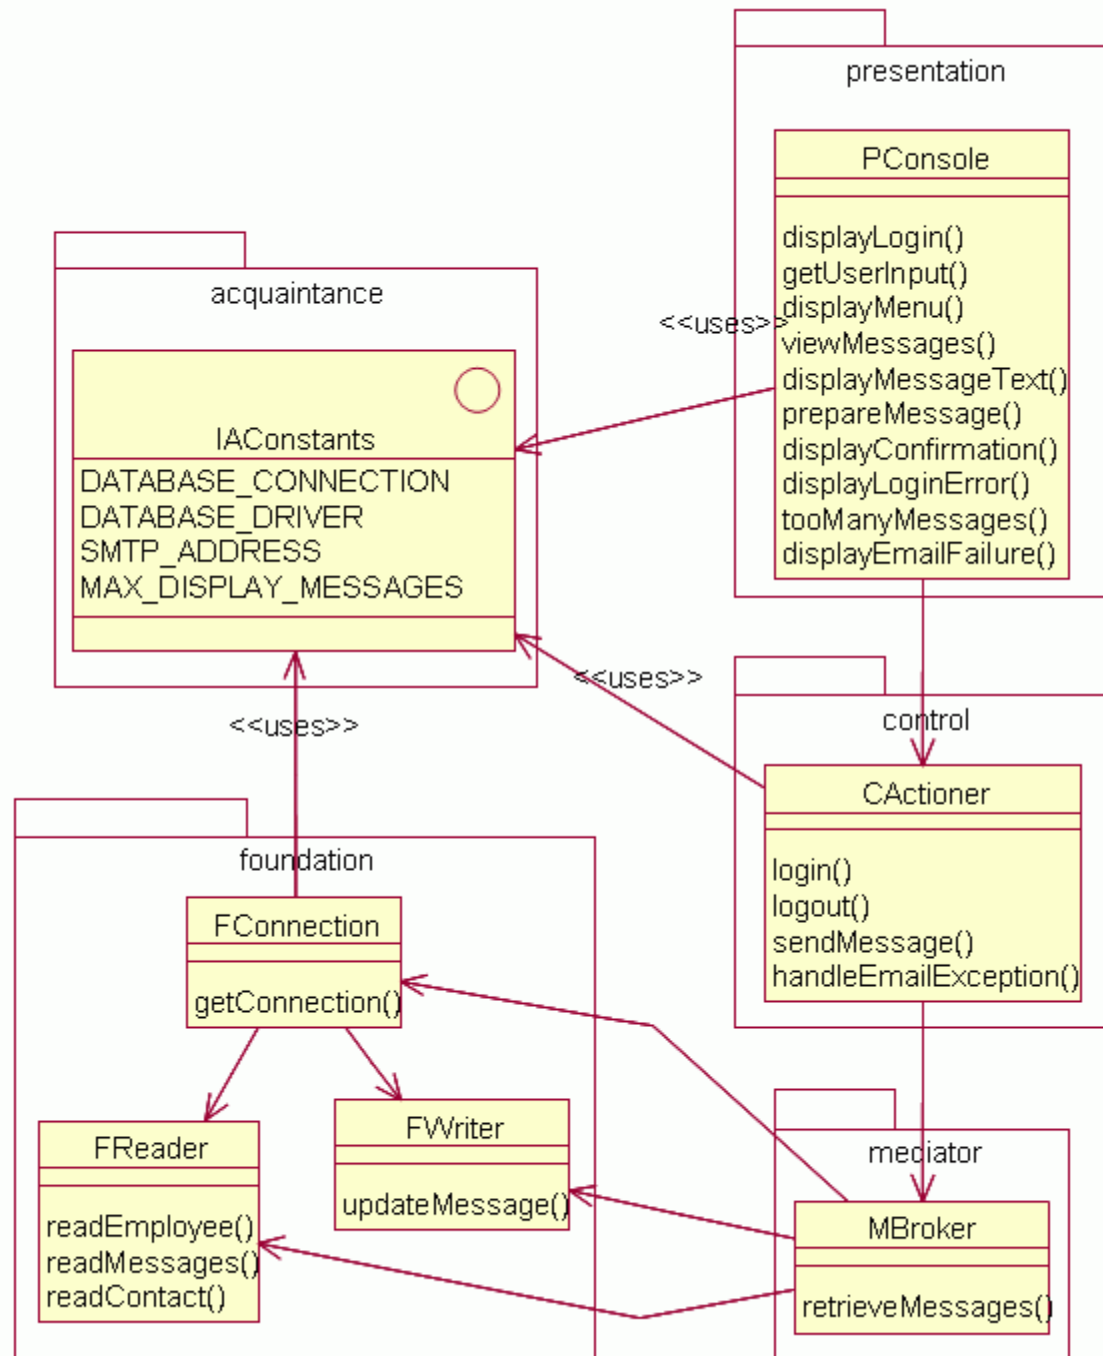 presentation
PConsole
displayLogin()
getUserInput()
displayMenu()
viewMessages()
displayMessageText()
prepareMessage()
displayConfirmation()
displayLoginError()
tooManyMessages()
displayEmailFailure()
acquaintance
IAConstants
DATABASE_CONNECTION
DATABASE_DRIVER
SMTP_ADDRESS
MAX_DISPLAY_MESSAGES
<<uses>>
<<uses>>
<<uses>>
control
CActioner
login()
logout()
sendMessage()
handleEmailException()
foundation
FConnection
getConnection()
FReader
readEmployee()
readMessages()
readContact()
FWriter
updateMessage()
mediator
MBroker
retrieveMessages()